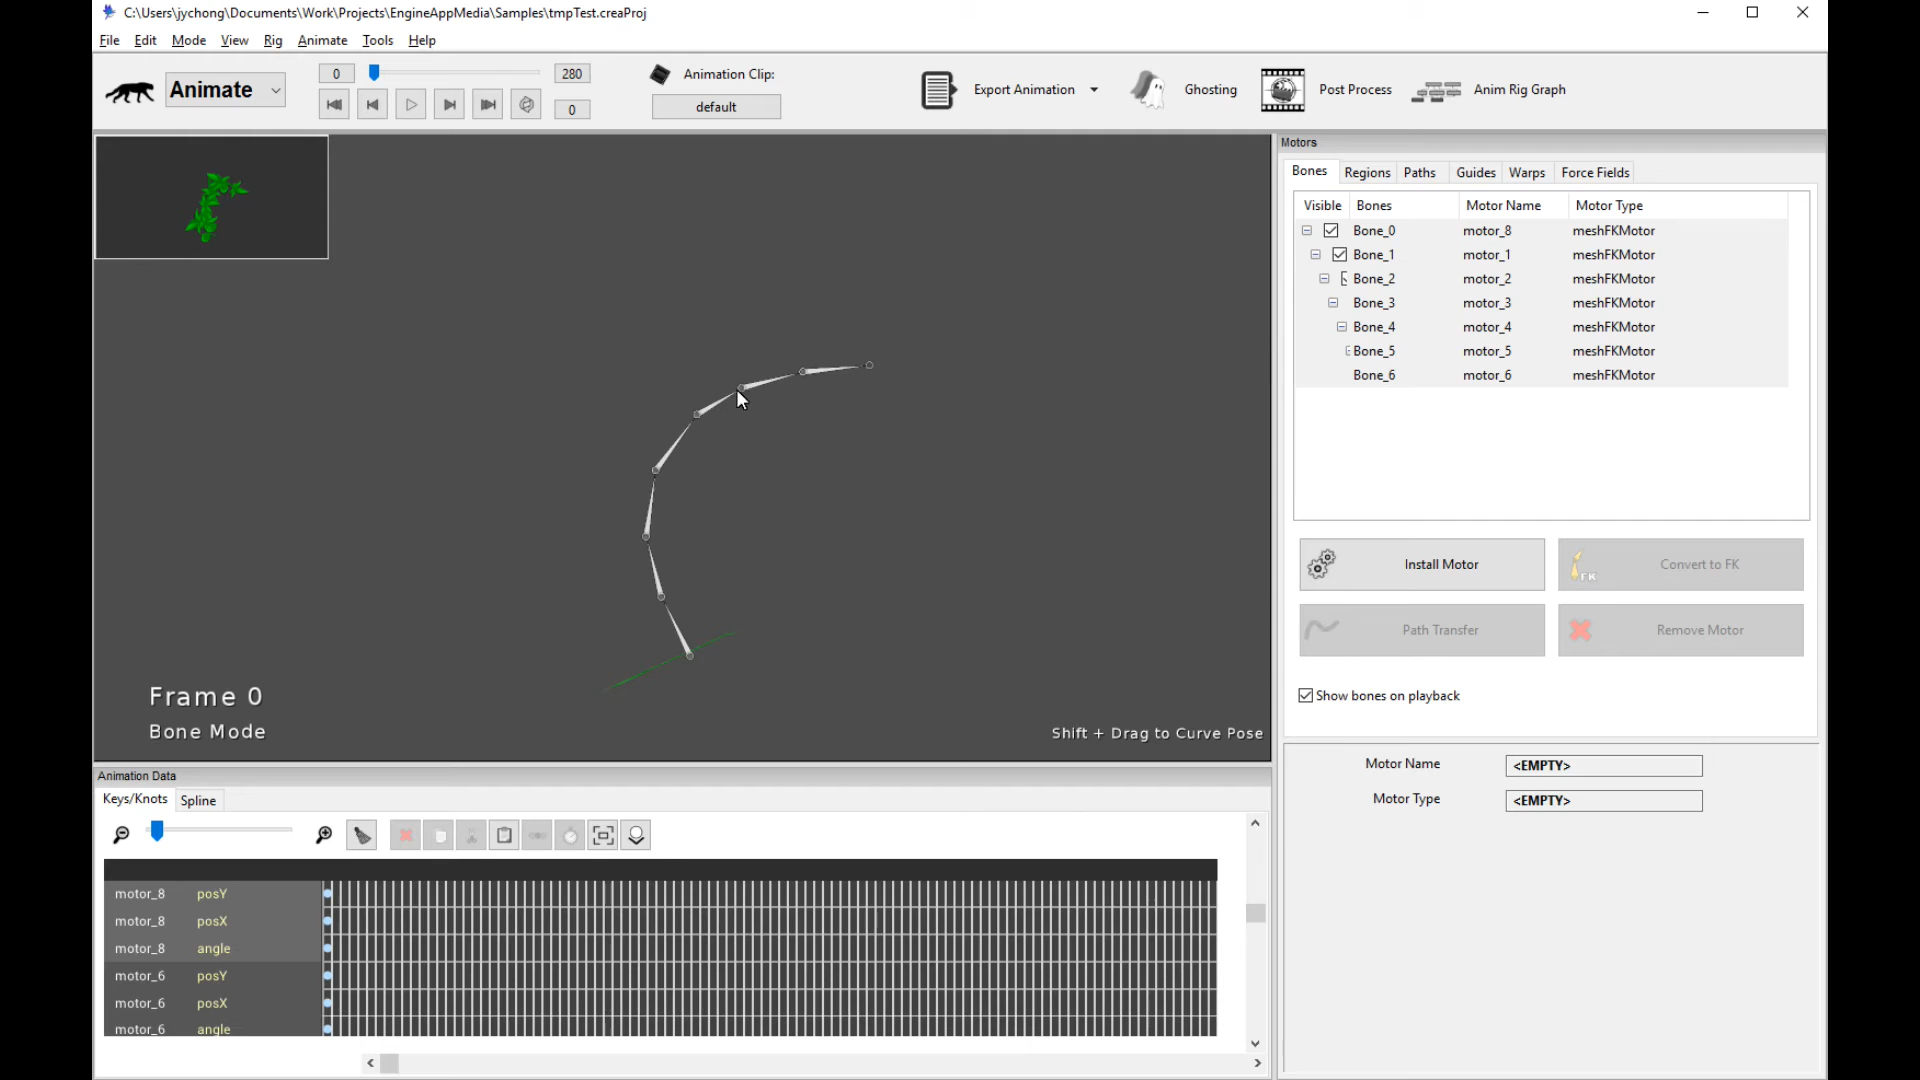 C:\Users\jychong\Documents\Work\Projects\EngineAppMedia\Samples\tmpTest.creaProj
File Edit Mode View Rig Animate Tools Help
Animate
0 280
0
Animation Clip:
default
Export Animation Ghosting Post Process Anim Rig Graph
Motors
Bones Regions Paths Guides Warps Force Fields
Visible Bones Motor Name Motor Type
Bone_0 motor_8 meshFKMotor
Bone_1 motor_1 meshFKMotor
Bone_2 motor_2 meshFKMotor
Bone_3 motor_3 meshFKMotor
Bone_4 motor_4 meshFKMotor
Bone_5 motor_5 meshFKMotor
Bone_6 motor_6 meshFKMotor
Install Motor Convert to FK
FK
Path Transfer Remove Motor
Show bones on playback
Motor Name <EMPTY>
Motor Type <EMPTY>
Frame 0
Bone Mode
Shift + Drag to Curve Pose
Animation Data
Keys/Knots Spline
motor_8 posY
motor_8 posX
motor_8 angle
motor_6 posY
motor_6 posX
motor_6 angle